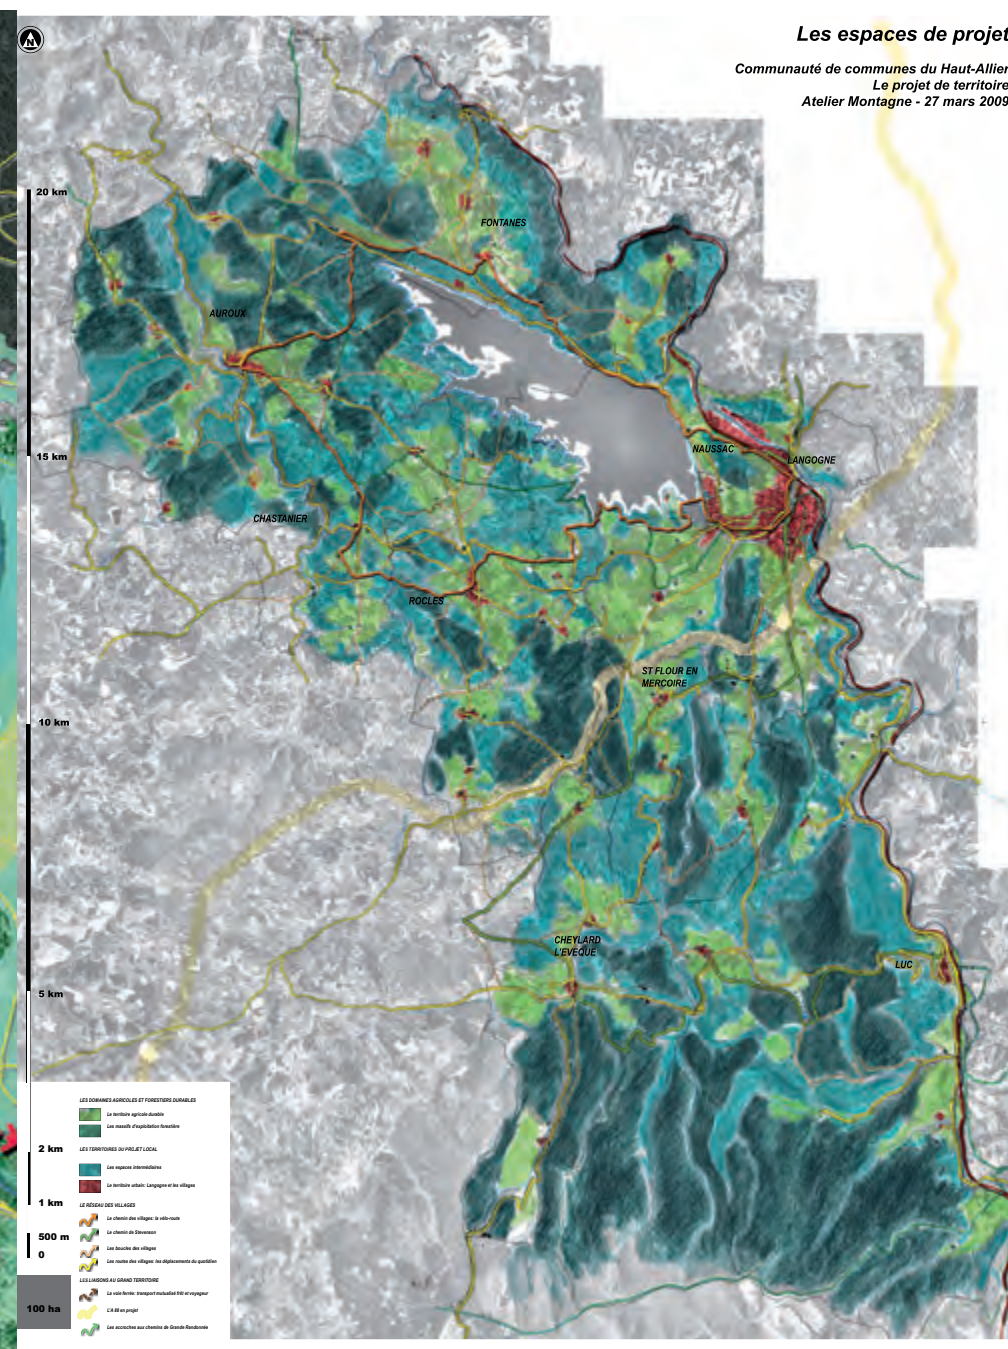 Les espaces de projet
Communauté de communes du Haut-Allier
Le projet de territoire
Atelier Montagne - 27 mars 2009
N
20 km
FONTANES
AUROUX
15 km
NAUSSAC
LANGOGNE
CHASTANIER
ROCLES
ST FLOUR EN
MERCOIRE
10 km
CHEYLARD
L'EVEQUE
LUC
5 km
LES DOMAINES AGRICOLES ET FORESTIERS DURABLES
Le territoire agricole durable
Les massifs d'exploitation forestière
2 km
LES TERRITOIRES DU PROJET LOCAL
Les espaces intermédiaires
Le territoire urbain: Langogne et les villages
1 km
LE RÉSEAU DES VILLAGES
Le chemin des villages: la vélo-route
Le chemin de Stevenson
500 m
Les boucles des villages
0
Les routes des villages: les déplacements du quotidien
LES LIAISONS AU GRAND TERRITOIRE
La voie ferrée: transport mutualisé frêt et voyageur
100 ha
L'A 88 en projet
Les accroches aux chemins de Grande Randonnée